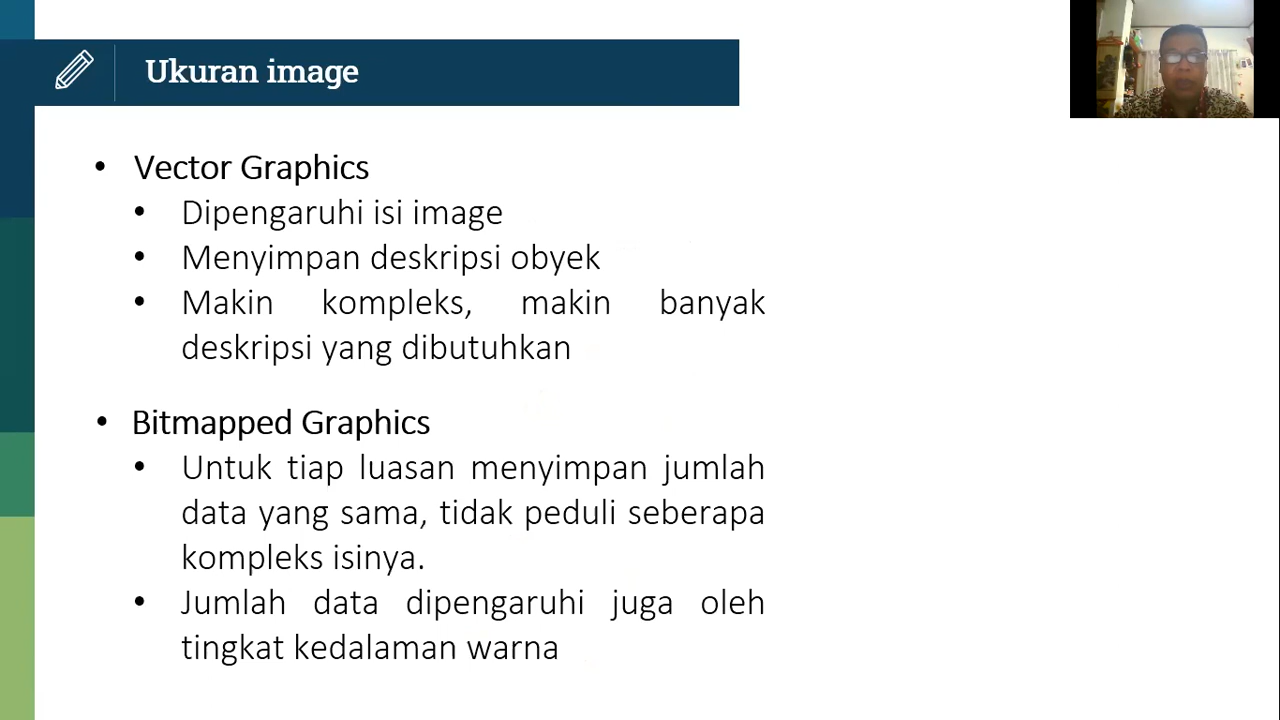 Ukuran image
• Vector Graphics
• Dipengaruhi isi image
• Menyimpan deskripsi obyek
• Makin kompleks, makin banyak
deskripsi yang dibutuhkan
• Bitmapped Graphics
• Untuk tiap luasan menyimpan jumlah
data yang sama, tidak peduli seberapa
kompleks isinya.
• Jumlah data dipengaruhi juga oleh
tingkat kedalaman warna